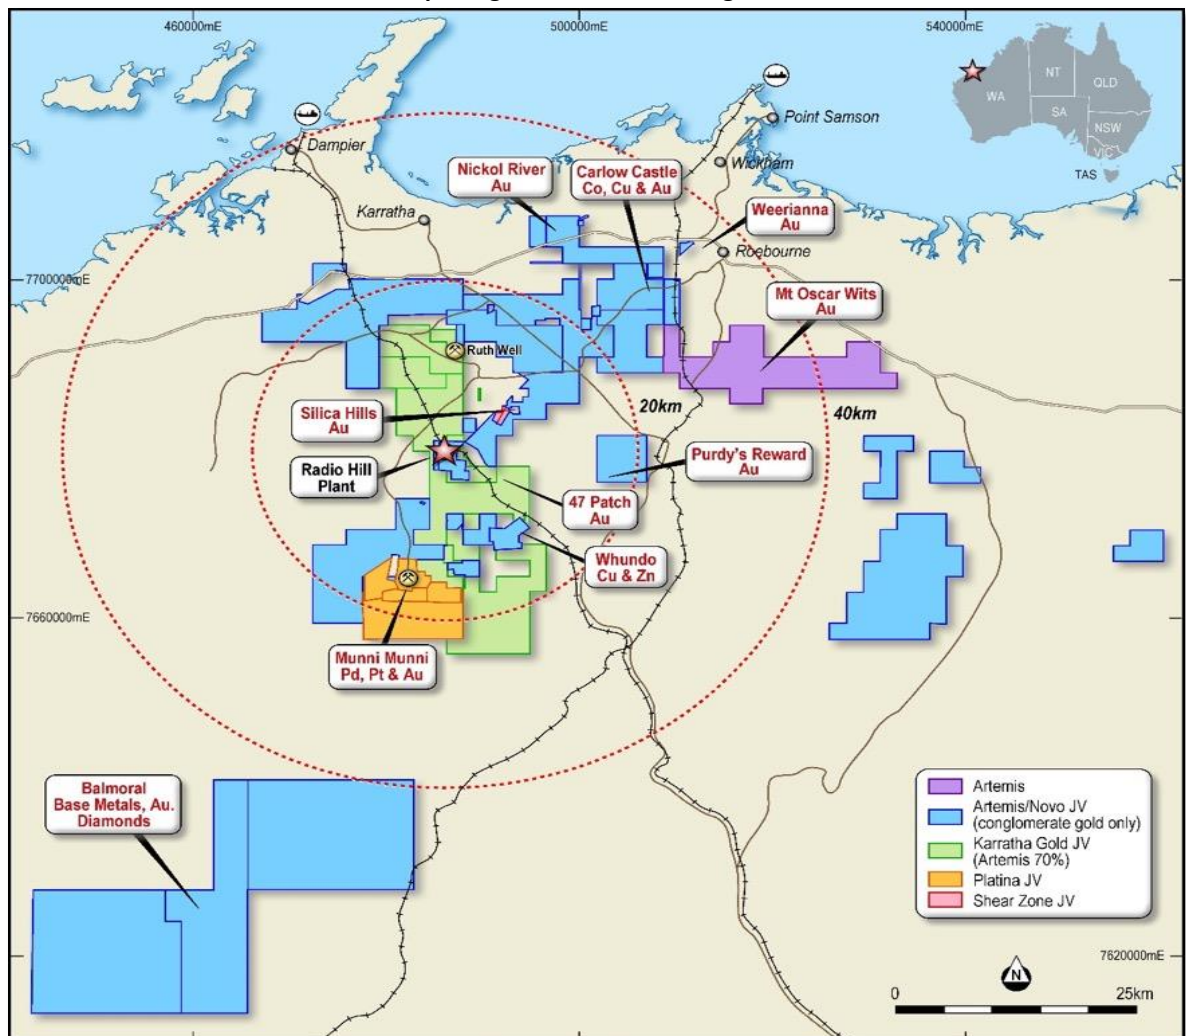 460000mE
500000mE
540000mE
NT
QLD
WA
SA
NSW
VIC
TAS
Point Samson
Dampier
Wickham
Nickol River
Au
Carlow Castle
Co, Cu & Au
Weerianna
Au
Karratha
Roebourne
7700000mE
Mt Oscar Wits
Au
Ruth Well
Silica Hills
Au
20km
40km
Radio Hill
Plant
Purdy's Reward
Au
47 Patch
Au
Whundo
Cu & Zn
7660000mE
Munni Munni
Pd, Pt & Au
Balmoral
Base Metals, Au.
Diamonds
Artemis
Artemis/Novo JV
(conglomerate gold only)
Karratha Gold JV
(Artemis 70%)
Platina JV
Shear Zone JV
7620000mE
N
0
25km